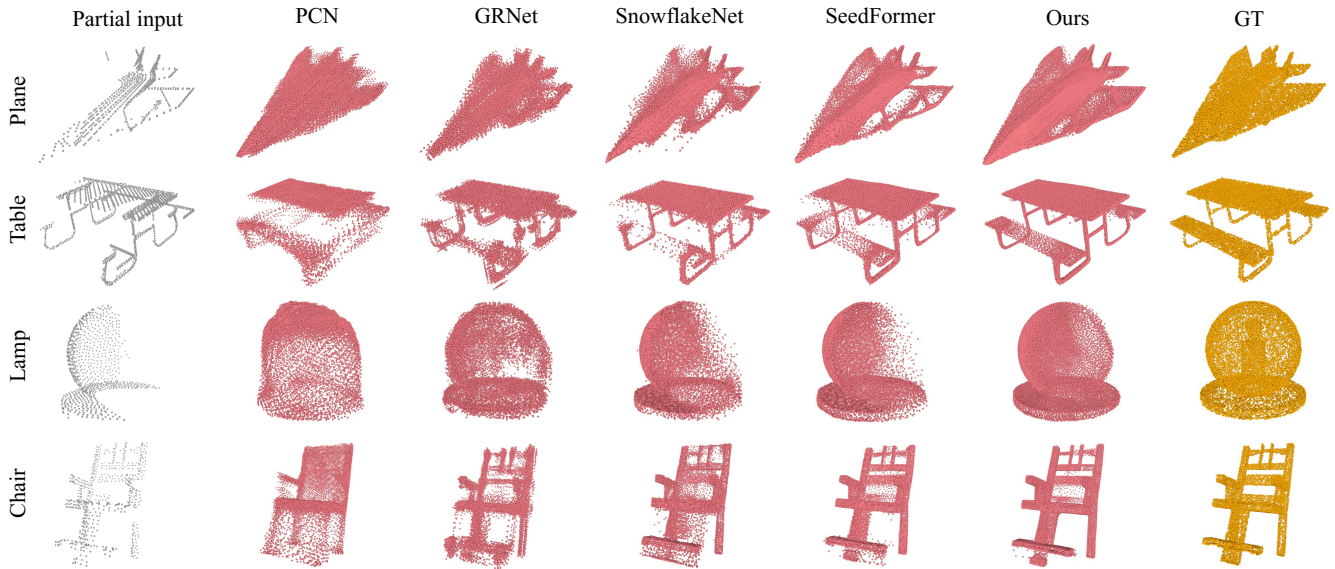 Partial input PCN GRNet SnowflakeNet SeedFormer Ours GT
Plane
Table
Lamp
Chair